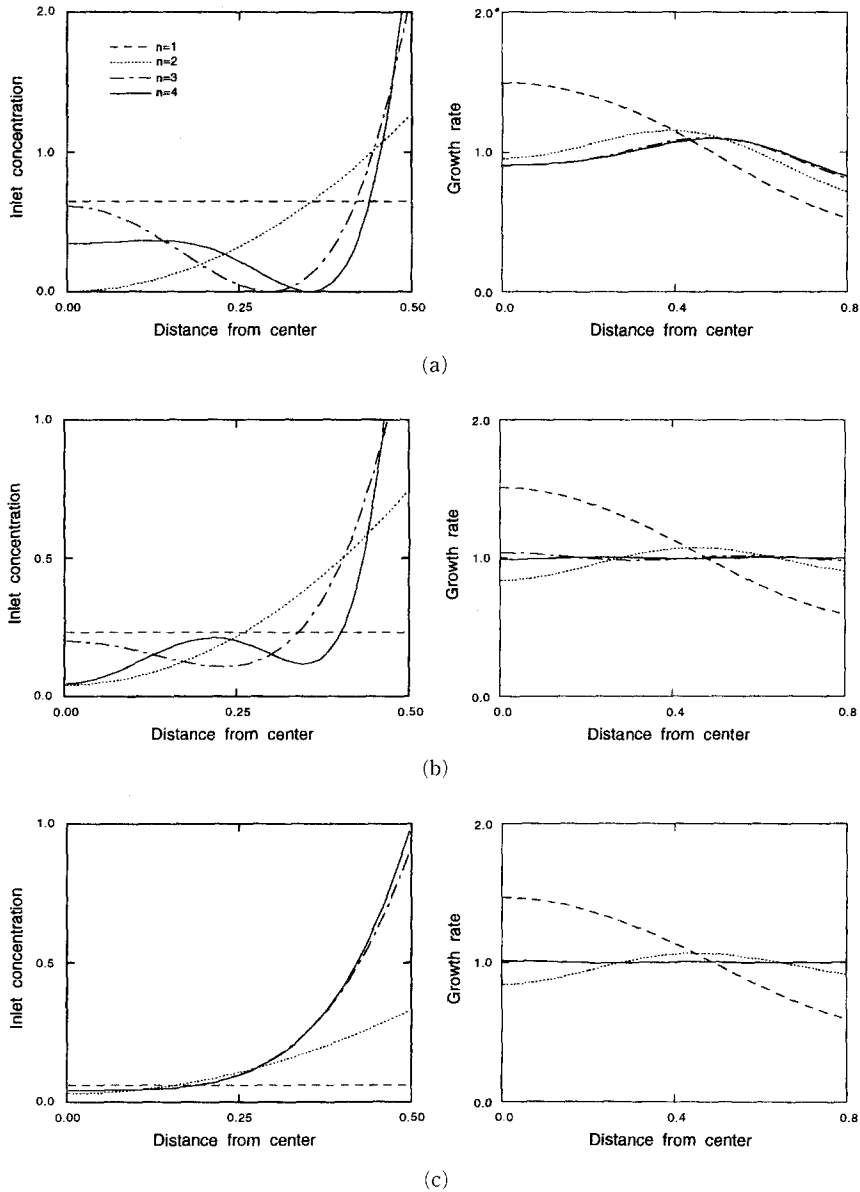 2.0
1.0
0.0
Inlet concentration
n=1
n=2
n=3
n=4
0.00
0.25
0.50
Distance from center
2.0
1.0
0.0
Growth rate
0.0
0.4
0.8
Distance from center
(a)
1.0
0.5
0.0
Inlet concentration
0.00
0.25
0.50
Distance from center
2.0
1.0
0.0
Growth rate
0.0
0.4
0.8
Distance from center
(b)
1.0
0.5
0.0
Inlet concentration
0.00
0.25
0.50
Distance from center
2.0
1.0
0.0
Growth rate
0.0
0.4
0.8
Distance from center
(c)